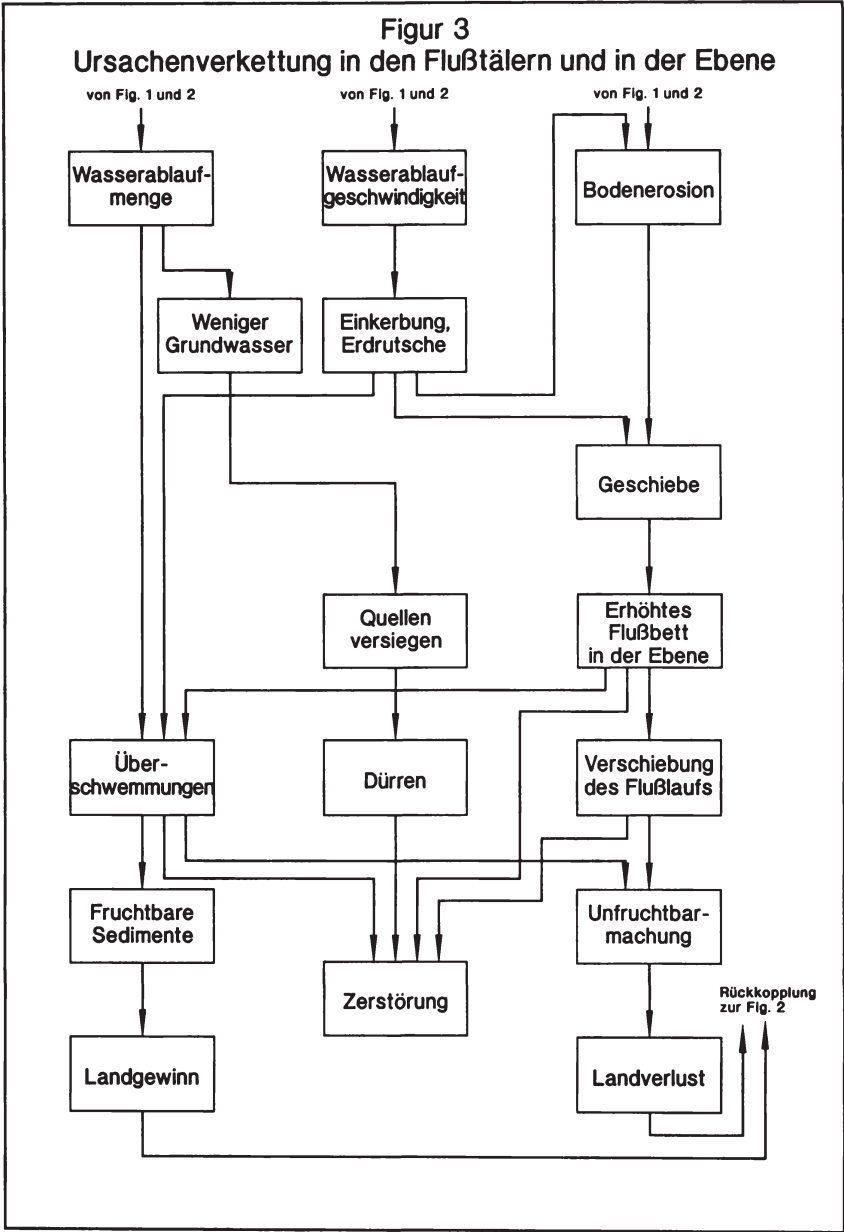 Figur 3
Ursachenverkettung in den Flußtälern und in der Ebene
von Fig. 1 und 2
von Fig. 1 und 2
von Fig. 1 und 2
Wasserablauf-
menge
Wasserablauf-
geschwindigkeit
Bodenerosion
Weniger
Grundwasser
Einkerbung,
Erdrutsche
Geschiebe
Quellen
versiegen
Erhöhtes
Flußbett
in der Ebene
Über-
schwemmungen
Dürren
Verschiebung
des Flußlaufs
Fruchtbare
Sedimente
Zerstörung
Unfruchtbar-
machung
Rückkopplung
zur Fig. 2
Landgewinn
Landverlust